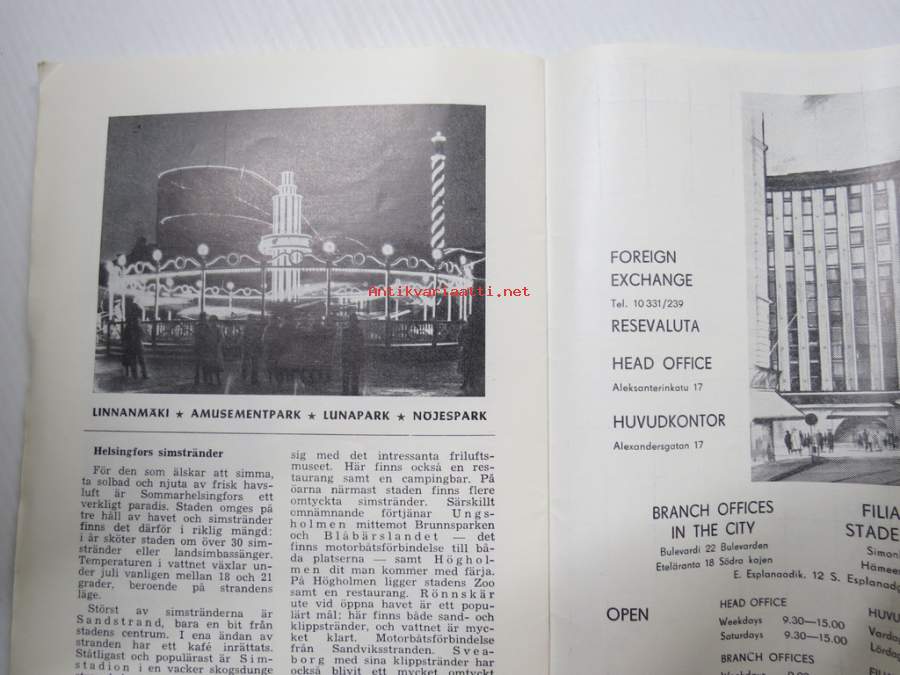 LINNANMÄKI ★ AMUSEMENTPARK ★ LUNAPARK ★ NÖJESPARK
Helsingfors simstränder
För den som älskar att simma,
ta solbad och njuta av frisk havs-
luft är Sommarhelsingfors ett
verkligt paradis. Staden omges på
tre håll av havet och simstränder
finns det därför i riklig mängd:
i år sköter staden om över 30 sim-
stränder eller landsimbassänger.
Temperaturen i vattnet växlar un-
der juli vanligen mellan 18 och 21
grader, beroende på strandens
läge.
Störst av simstränderna är
Sandstrand, bara en bit från
stadens centrum. I ena ändan av
stranden har ett kafé inrättats.
Ståtligast och populärast är Sim-
stadion i en vacker skogsdunge
sig med det intressanta frilufts-
museet. Här finns också en res-
taurang samt en campingbar. På
öarna närmast staden finns flere
omtyckta simstränder. Särskilt
omnämnande förtjänar Ungs-
holmen mittemot Brunnsparken
och Blåbärslandet — det
finns motorbåtsförbindelse till bå-
da platserna — samt Höghol-
men dit man kommer med färja.
På Högholmen ligger stadens Zoo
samt en restaurang. Rönnskär
ute vid öppna havet är ett popu-
lärt mål: här finns både sand- och
klippstränder, och vattnet är myc-
ket klart. Motorbåtsförbindelse
från Sandviksstranden. Svea-
borg med sina klippstränder har
också blivit ett mycket omtyckt
Antikvariaatti.net
FOREIGN
EXCHANGE
Tel. 10 331/239
RESEVALUTA
HEAD OFFICE
Aleksanterinkatu 17
HUVUDKONTOR
Alexandersgatan 17
BRANCH OFFICES
IN THE CITY
Bulevardi 22 Bulevarden
Eteläranta 18 Södra kajen
E. Esplanaadik. 12 S. Esplanad
FILIA
STADE
Simon
Hämee
OPEN
HEAD OFFICE
Weekdays 9.30—15.00
Saturdays 9.30—15.00
BRANCH OFFICES
HUVU
Varda
Lörda